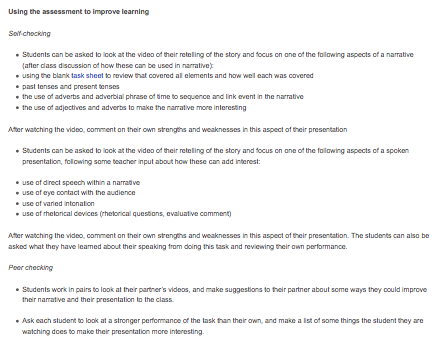 Using the assessment to improve learning
Self-checking
• Students can be asked to look at the video of their retelling of the story and focus on one of the following aspects of a narrative
(after class discussion of how these can be used in narrative):
• using the blank task sheet to review that covered all elements and how well each was covered
• past tenses and present tenses
• the use of adverbs and adverbial phrase of time to sequence and link event in the narrative
• the use of adjectives and adverbs to make the narrative more interesting
After watching the video, comment on their own strengths and weaknesses in this aspect of their presentation
• Students can be asked to look at the video of their retelling of the story and focus on one of the following aspects of a spoken
presentation, following some teacher input about how these can add interest:
• use of direct speech within a narrative
• use of eye contact with the audience
• use of varied intonation
• use of rhetorical devices (rhetorical questions, evaluative comment)
After watching the video, comment on their own strengths and weaknesses in this aspect of their presentation. The students can also be
asked what they have learned about their speaking from doing this task and reviewing their own performance.
Peer checking
• Students work in pairs to look at their partner's videos, and make suggestions to their partner about some ways they could improve
their narrative and their presentation to the class.
• Ask each student to look at a stronger performance of the task than their own, and make a list of some things the student they are
watching does to make their presentation more interesting.